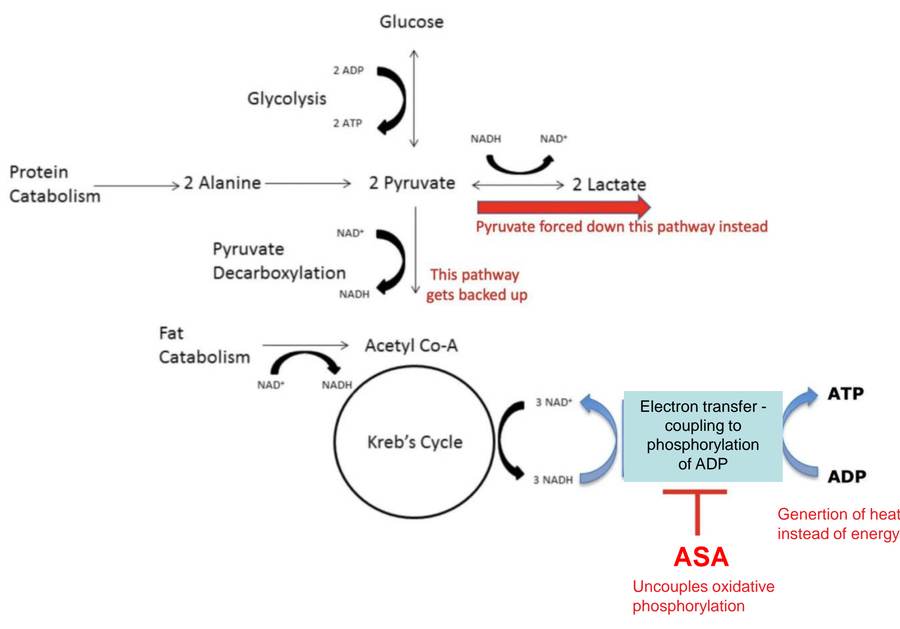 Glucose
2 ADP
Glycolysis
2 ATP
NADH
NAD⁺
Protein
Catabolism
2 Alanine
2 Pyruvate
2 Lactate
Pyruvate forced down this pathway instead
NAD⁺
Pyruvate
Decarboxylation
NADH
This pathway
gets backed up
Fat
Catabolism
Acetyl Co-A
NAD⁺
NADH
Kreb's Cycle
3 NAD⁺
3 NADH
Electron transfer -
coupling to
phosphorylation
of ADP
ATP
ADP
Genertion of heat
instead of energy
ASA
Uncouples oxidative
phosphorylation